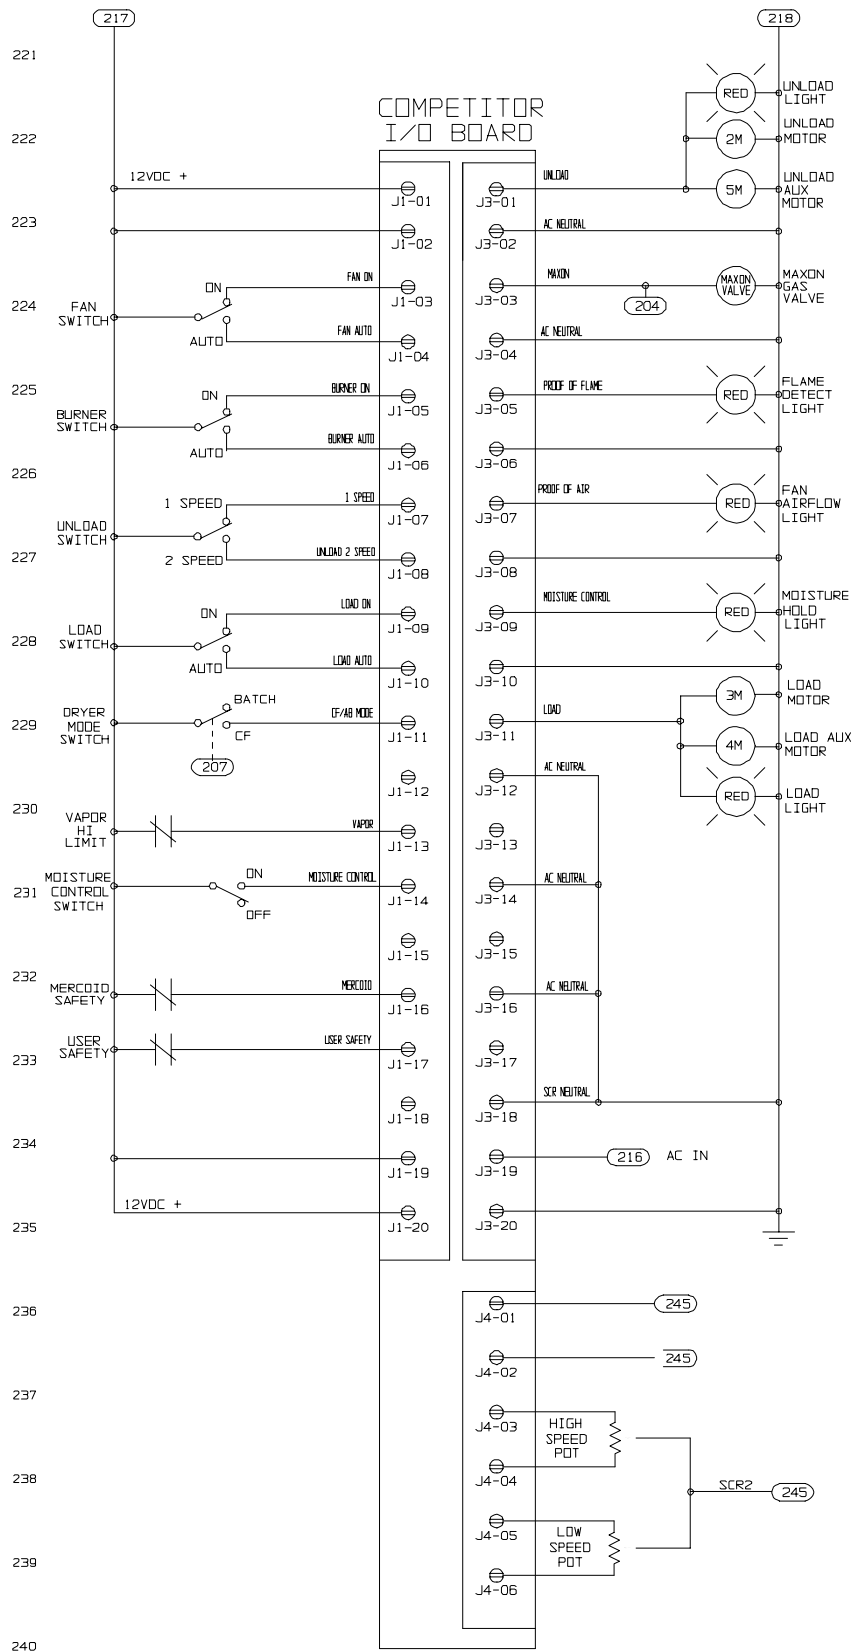 217
218
221
UNLOAD
LIGHT
RED
COMPETITOR
I/O BOARD
222
2M
UNLOAD
MOTOR
12VDC +
J1-01
J3-01
UNLOAD
5M
UNLOAD
AUX
MOTOR
223
J1-02
J3-02
AC NEUTRAL
224
FAN
SWITCH
ON
AUTO
FAN ON
J1-03
FAN AUTO
J1-04
J3-03
MAXON
204
MAXON
VALVE
MAXON
GAS
VALVE
J3-04
AC NEUTRAL
225
BURNER
SWITCH
ON
AUTO
BURNER ON
J1-05
BURNER AUTO
J1-06
J3-05
PROOF OF FLAME
RED
FLAME
DETECT
LIGHT
J3-06
226
UNLOAD
SWITCH
1 SPEED
2 SPEED
1 SPEED
J1-07
UNLOAD 2 SPEED
J1-08
J3-07
PROOF OF AIR
RED
FAN
AIRFLOW
LIGHT
227
J3-08
228
LOAD
SWITCH
ON
AUTO
LOAD ON
J1-09
LOAD AUTO
J1-10
J3-09
MOISTURE CONTROL
RED
MOISTURE
HOLD
LIGHT
J3-10
229
DRYER
MODE
SWITCH
BATCH
CF
207
CF/AB MODE
J1-11
J3-11
LOAD
3M
LOAD
MOTOR
4M
LOAD AUX
MOTOR
RED
LOAD
LIGHT
J1-12
J3-12
AC NEUTRAL
230
VAPOR
HI
LIMIT
VAPOR
J1-13
J3-13
231
MOISTURE
CONTROL
SWITCH
ON
OFF
MOISTURE CONTROL
J1-14
J3-14
AC NEUTRAL
J1-15
J3-15
232
MERCOID
SAFETY
MERCOID
J1-16
J3-16
AC NEUTRAL
233
USER
SAFETY
USER SAFETY
J1-17
J3-17
J1-18
J3-18
SCR NEUTRAL
234
J1-19
J3-19
216
AC IN
235
12VDC +
J1-20
J3-20
236
J4-01
245
J4-02
245
237
J4-03
HIGH
SPEED
POT
238
J4-04
SCR2
245
J4-05
LOW
SPEED
POT
239
J4-06
240